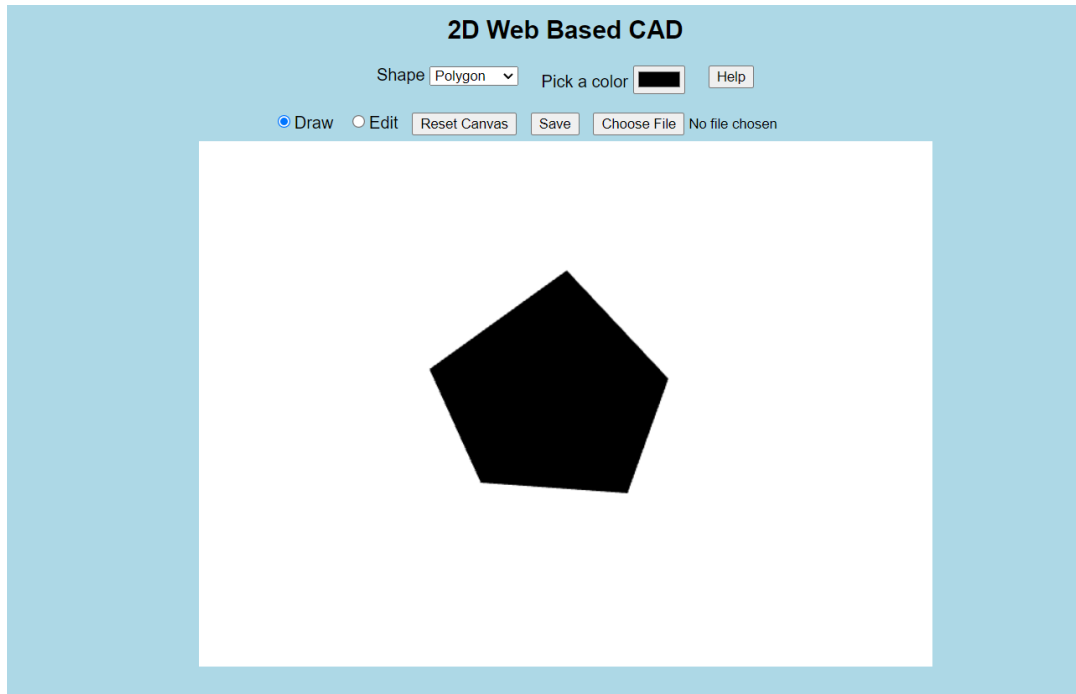 2D Web Based CAD
Shape Polygon Pick a color Help
Draw Edit Reset Canvas Save Choose File No file chosen